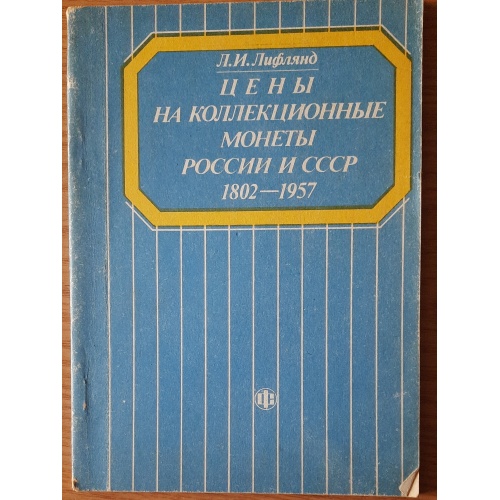 Л.И. Лифлянд
ЦЕНЫ
НА КОЛЛЕКЦИОННЫЕ
МОНЕТЫ
РОССИИ И СССР
1802—1957